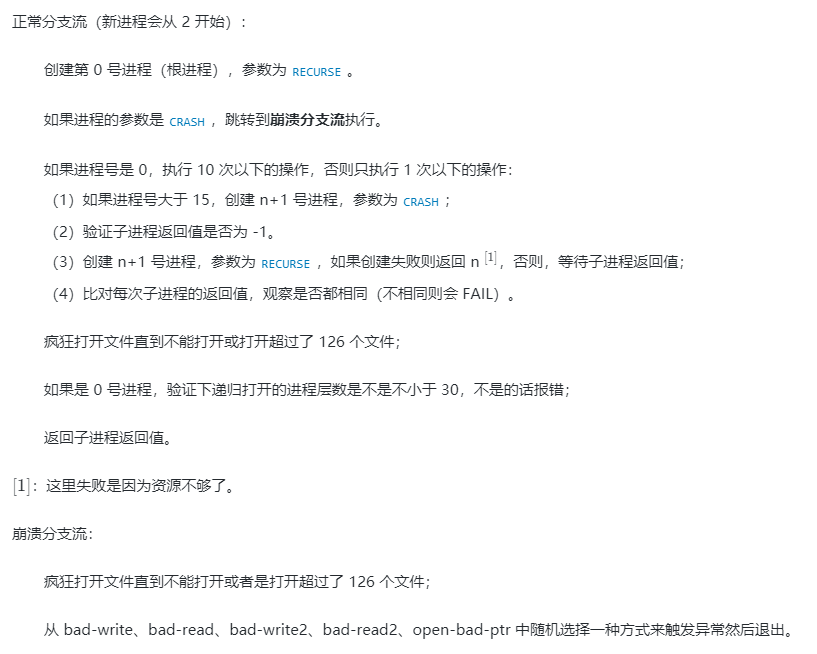 正常分支流（新进程会从 2 开始）：
创建第 0 号进程（根进程），参数为 RECURSE 。
如果进程的参数是 CRASH ，跳转到崩溃分支流执行。
如果进程号是 0，执行 10 次以下的操作，否则只执行 1 次以下的操作：
（1）如果进程号大于 15，创建 n+1 号进程，参数为 CRASH ；
（2）验证子进程返回值是否为 -1。
（3）创建 n+1 号进程，参数为 RECURSE ，如果创建失败则返回 n [1]，否则，等待子进程返回值；
（4）比对每次子进程的返回值，观察是否都相同（不相同则会 FAIL）。
疯狂打开文件直到不能打开或打开超过了 126 个文件；
如果是 0 号进程，验证下递归打开的进程层数是不是不小于 30，不是的话报错；
返回子进程返回值。
[1]：这里失败是因为资源不够了。
崩溃分支流：
疯狂打开文件直到不能打开或者是打开超过了 126 个文件；
从 bad-write、bad-read、bad-write2、bad-read2、open-bad-ptr 中随机选择一种方式来触发异常然后退出。